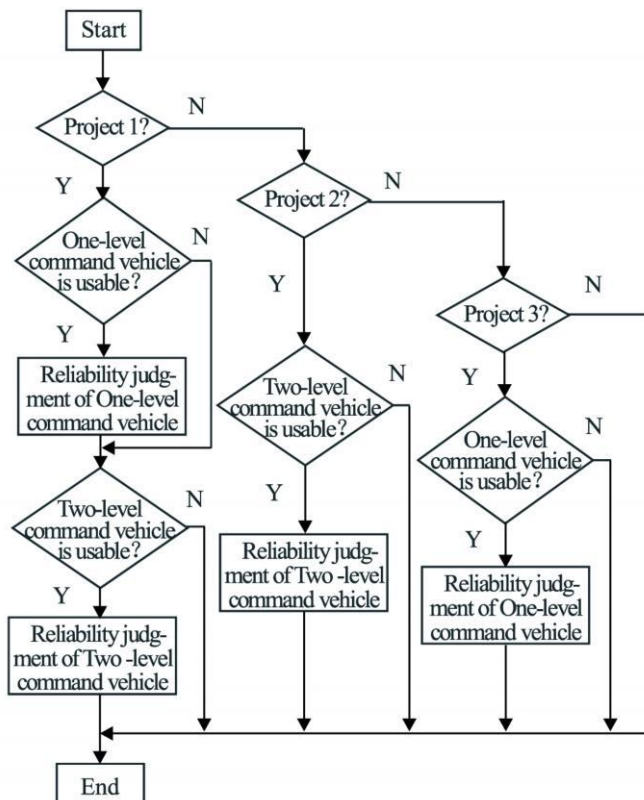 Start
Project 1?
N
Y
Project 2?
N
One-level
command vehicle
is usable?
N
Y
Project 3?
N
Y
Reliability judg-
ment of One-level
command vehicle
Two-level
command vehicle
is usable?
N
Y
One-level
command vehicle
is usable?
N
Y
Two-level
command vehicle
is usable?
N
Y
Reliability judg-
ment of Two -level
command vehicle
Y
Reliability judg-
ment of One-level
command vehicle
Reliability judg-
ment of Two -level
command vehicle
End